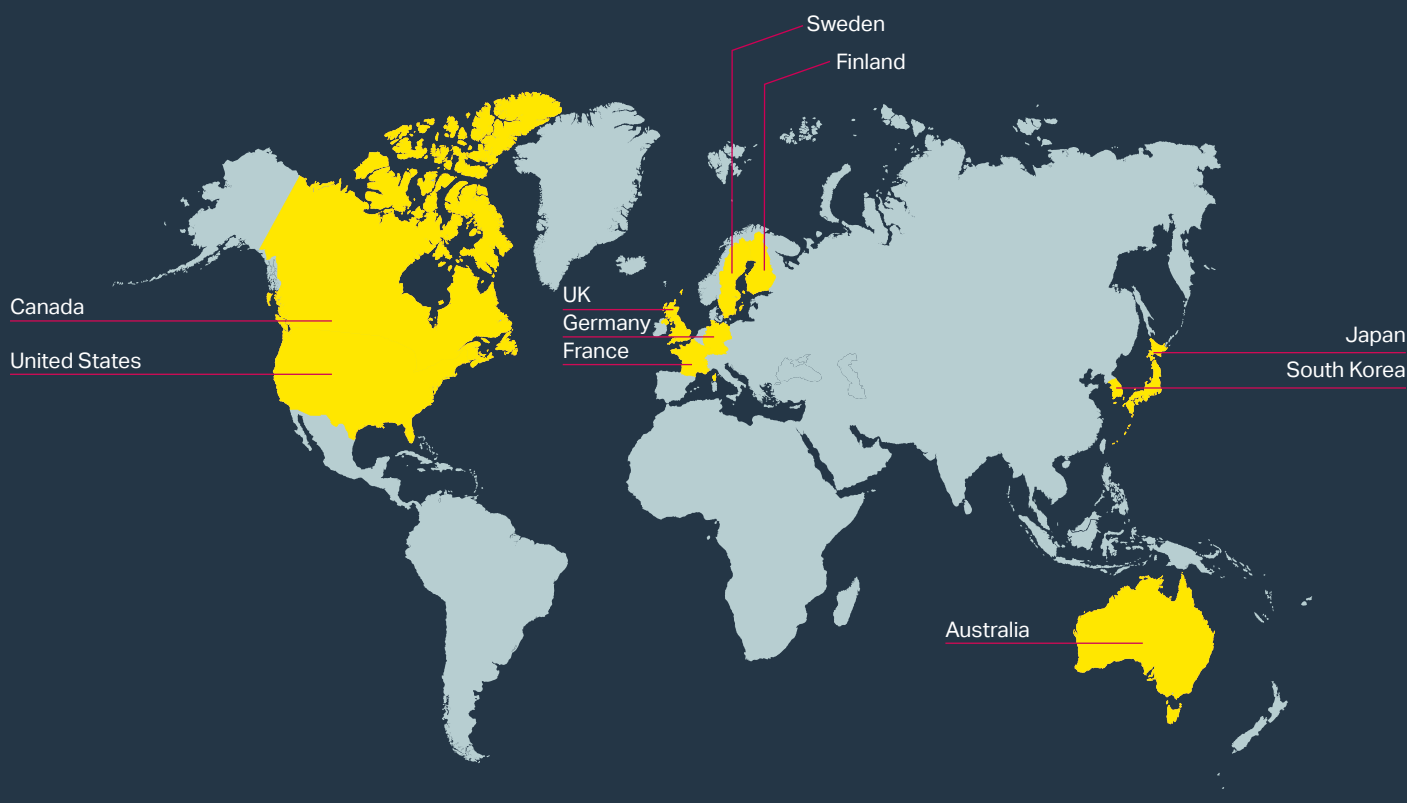 Sweden
Finland
Canada
United States
UK
Germany
France
Japan
South Korea
Australia